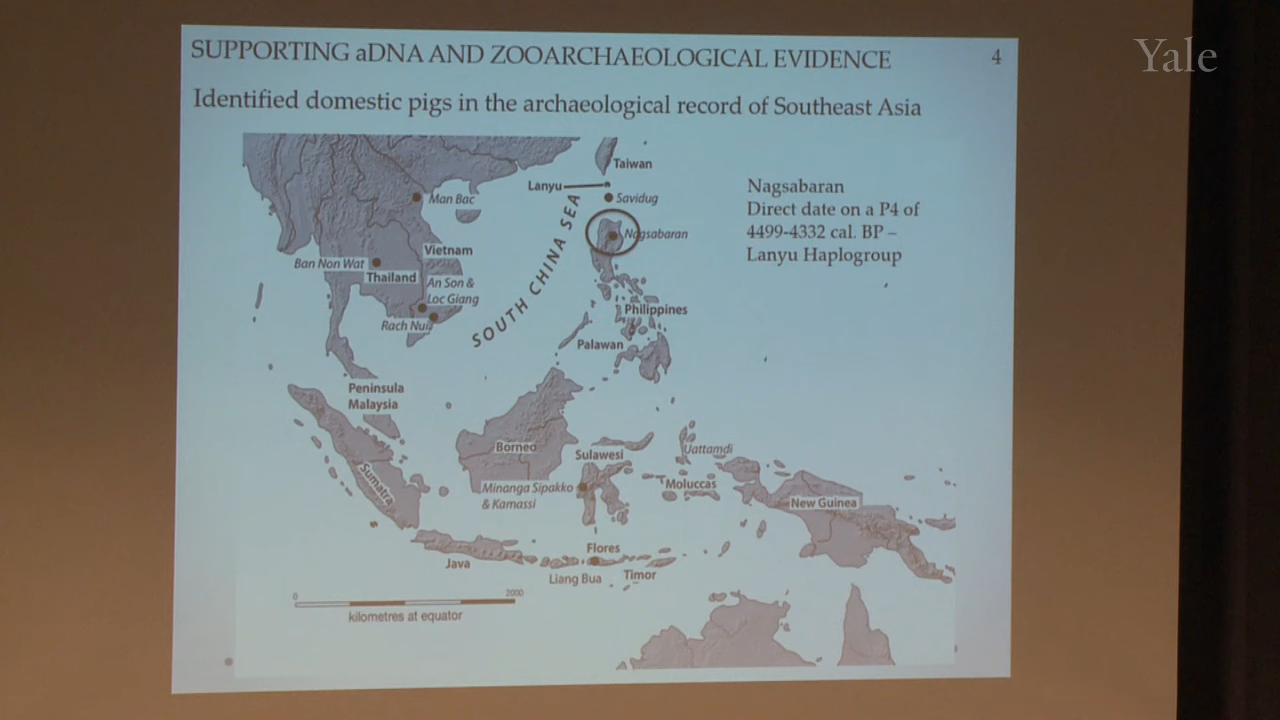 SUPPORTING aDNA AND ZOOARCHAEOLOGICAL EVIDENCE
4
Yale
Identified domestic pigs in the archaeological record of Southeast Asia
Taiwan
Lanyu
Savidug
Man Bac
Nagsabaran
Nagsabaran
Direct date on a P4 of
4499-4332 cal. BP –
Lanyu Haplogroup
SOUTH CHINA SEA
Vietnam
Ban Non Wat
Thailand
An Son &
Loc Giang
Rach Nui
Philippines
Palawan
Peninsula
Malaysia
Borneo
Sulawesi
Uattamdi
Sumatra
Minanga Sipakko
& Kamassi
Moluccas
New Guinea
Flores
Java
Liang Bua
Timor
0
2000
kilometres at equator